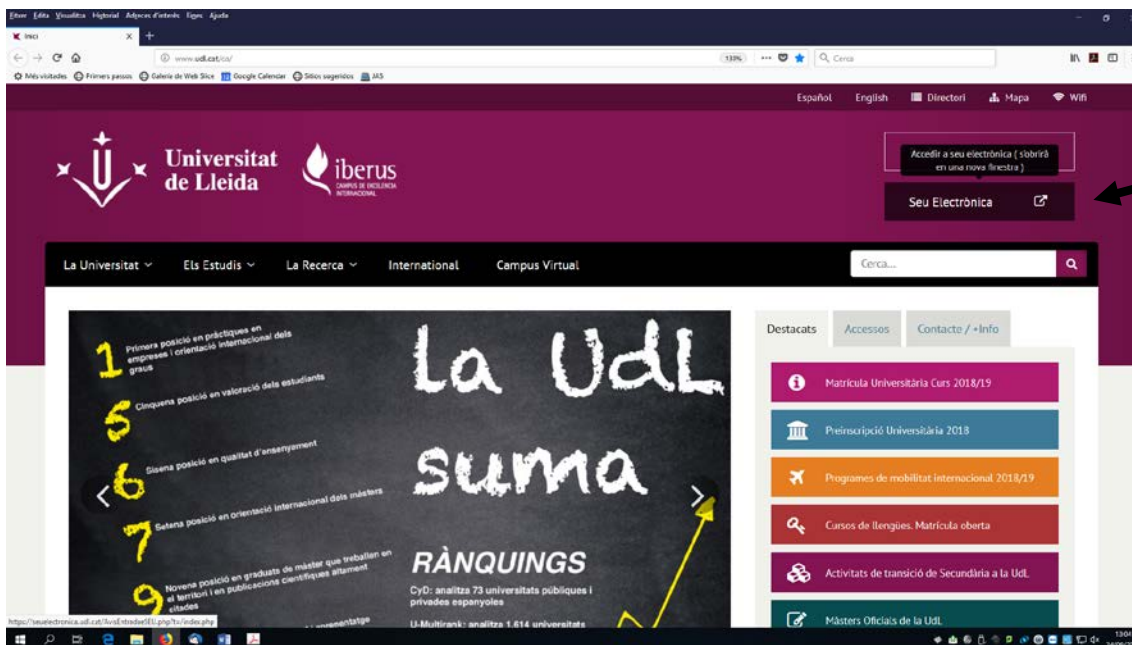 Fitxer Edita Visualitza Historial Adreces d'interès Eines Ajuda
Inici
www.udl.cat/ca/
133%
Cerca
Més visitades Primers passos Galeria de Web Slice Google Calendar Sitios sugeridos JAS
Español English Directori Mapa Wifi
Universitat
de Lleida
iberus
CAMPUS DE EXCELENCIA
INTERNACIONAL
Accedir a seu electrònica ( s'obrirà
en una nova finestra )
Seu Electrònica
La Universitat Els Estudis La Recerca International Campus Virtual
Cerca...
1 Primera posició en pràctiques en
empreses i orientació internacional dels
graus
5 Cinquena posició en valoració dels estudiants
6 Sisena posició en qualitat d'ensenyament
7 Setena posició en orientació internacional dels màsters
9 Novena posició en graduats de màster que treballen en
el territori i en publicacions científiques altament
citades
la UdL
suma
RÀNQUINGS
CyD: analitza 73 universitats públiques i
privades espanyoles
U-Multirank: analitza 1.614 universitats
Destacats Accessos Contacte / +Info
Matrícula Universitària Curs 2018/19
Preinscripció Universitària 2018
Programes de mobilitat internacional 2018/19
Cursos de llengües. Matrícula oberta
Activitats de transició de Secundària a la UdL
Màsters Oficials de la UdL
https://seuelectronica.udl.cat/AvisEntradaeSEU.php?tx/index.php
13:04